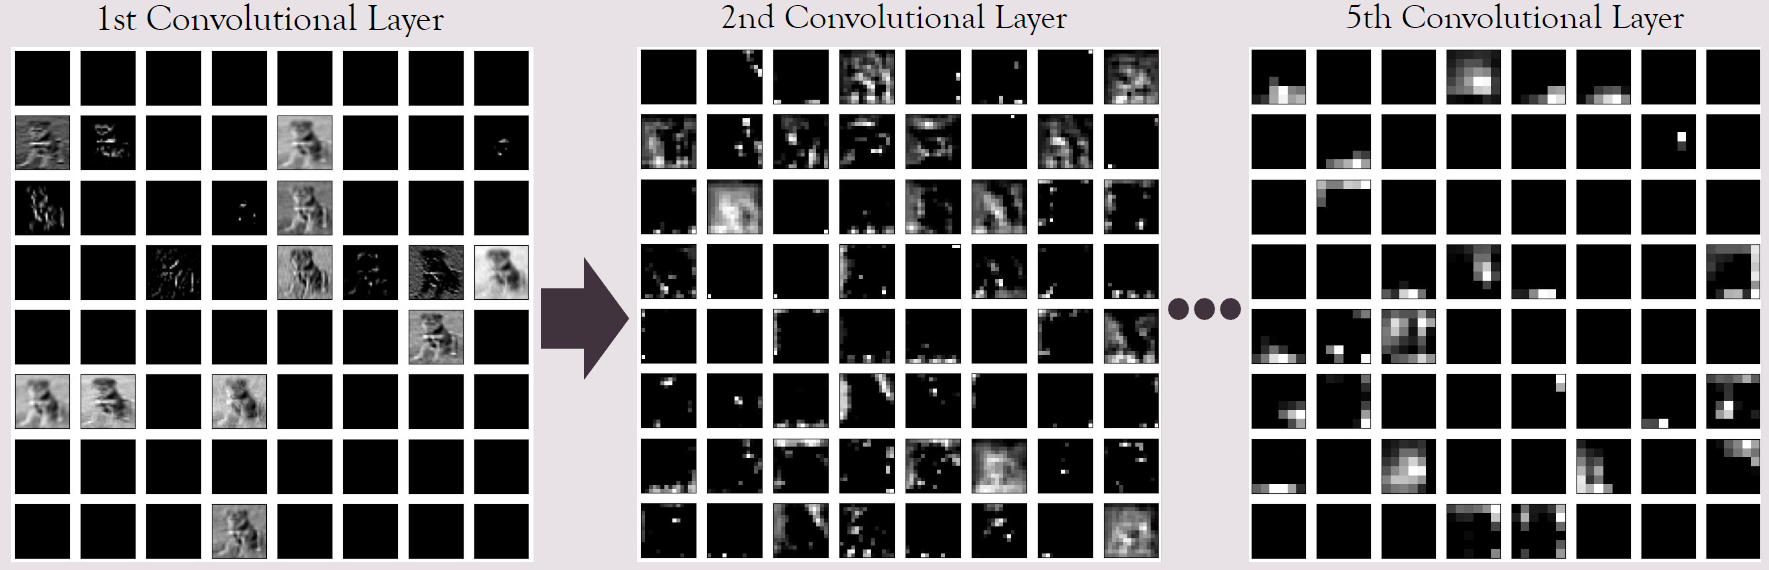 1st Convolutional Layer
2nd Convolutional Layer
5th Convolutional Layer